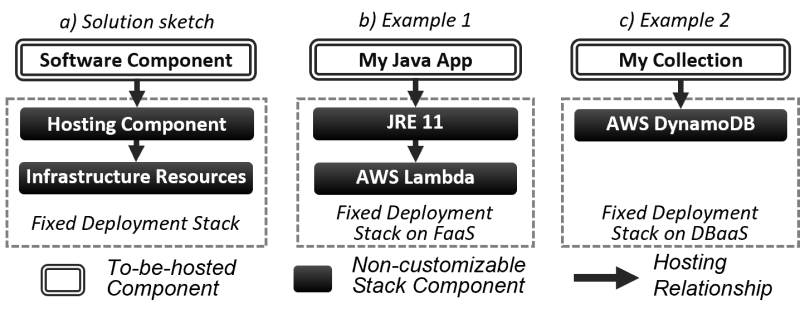 a) Solution sketch
Software Component
Hosting Component
Infrastructure Resources
Fixed Deployment Stack
b) Example 1
My Java App
JRE 11
AWS Lambda
Fixed Deployment
Stack on FaaS
c) Example 2
My Collection
AWS DynamoDB
Fixed Deployment
Stack on DBaaS
To-be-hosted
Component
Non-customizable
Stack Component
Hosting
Relationship